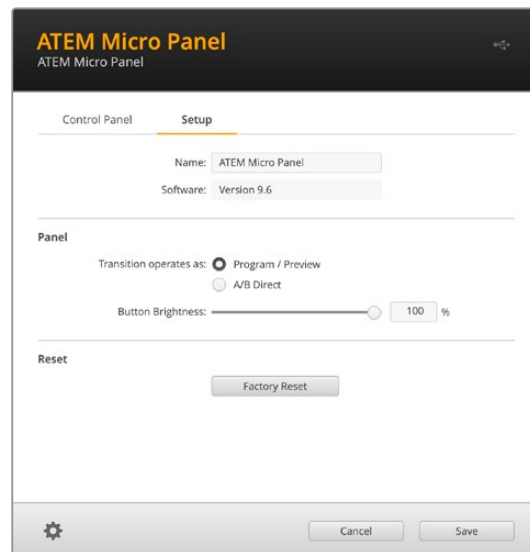 ATEM Micro Panel
ATEM Micro Panel
Control Panel Setup
Name: ATEM Micro Panel
Software: Version 9.6
Panel
Transition operates as: Program / Preview
A/B Direct
Button Brightness: 100 %
Reset
Factory Reset
Cancel Save